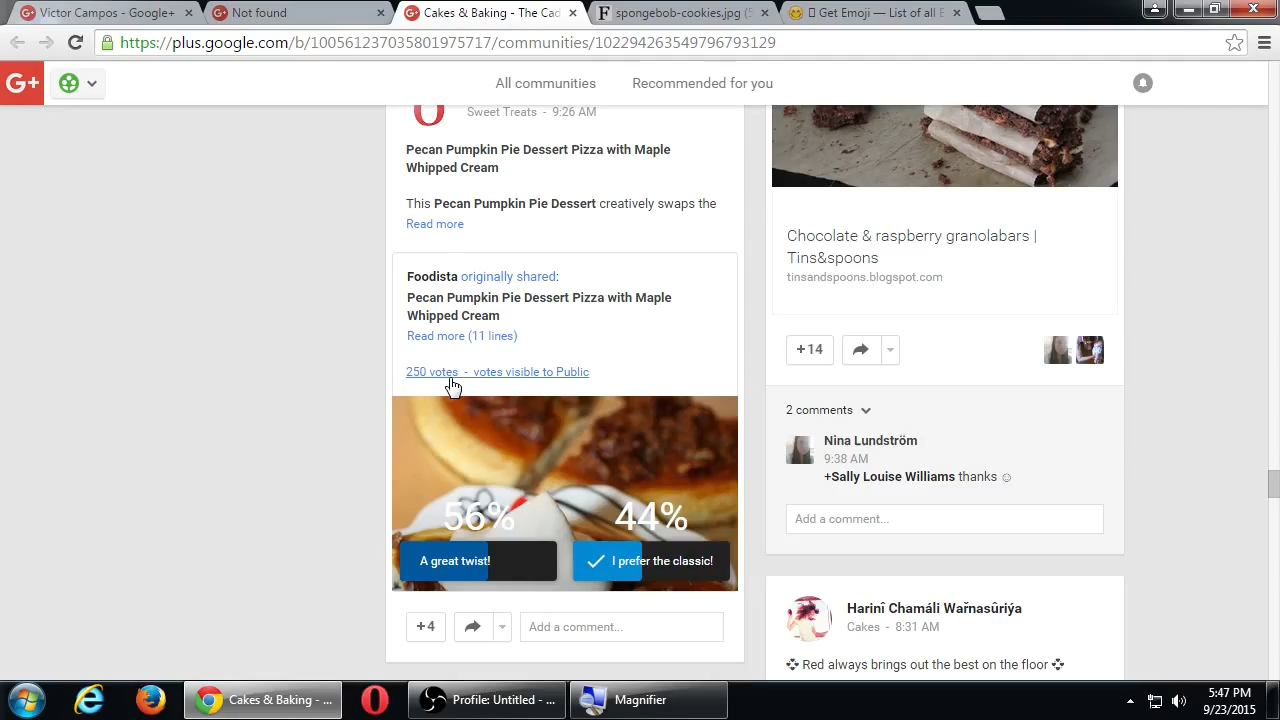 Victor Campos - Google+
Not found
Cakes & Baking - The Cad
spongebob-cookies.jpg (5
Get Emoji — List of all E
https://plus.google.com/b/100561237035801975717/communities/102294263549796793129
G+
All communities
Recommended for you
Sweet Treats - 9:26 AM
Pecan Pumpkin Pie Dessert Pizza with Maple
Whipped Cream
This Pecan Pumpkin Pie Dessert creatively swaps the
Read more
Foodista originally shared:
Pecan Pumpkin Pie Dessert Pizza with Maple
Whipped Cream
Read more (11 lines)
250 votes - votes visible to Public
56%
44%
A great twist!
I prefer the classic!
+4
Add a comment...
Chocolate & raspberry granolabars |
Tins&spoons
tinsandspoons.blogspot.com
+14
2 comments
Nina Lundström
9:38 AM
+Sally Louise Williams thanks ☺
Add a comment...
Harinî Chamáli Wařnasûriýa
Cakes - 8:31 AM
Red always brings out the best on the floor
Cakes & Baking - ...
Profile: Untitled - ...
Magnifier
5:47 PM
9/23/2015